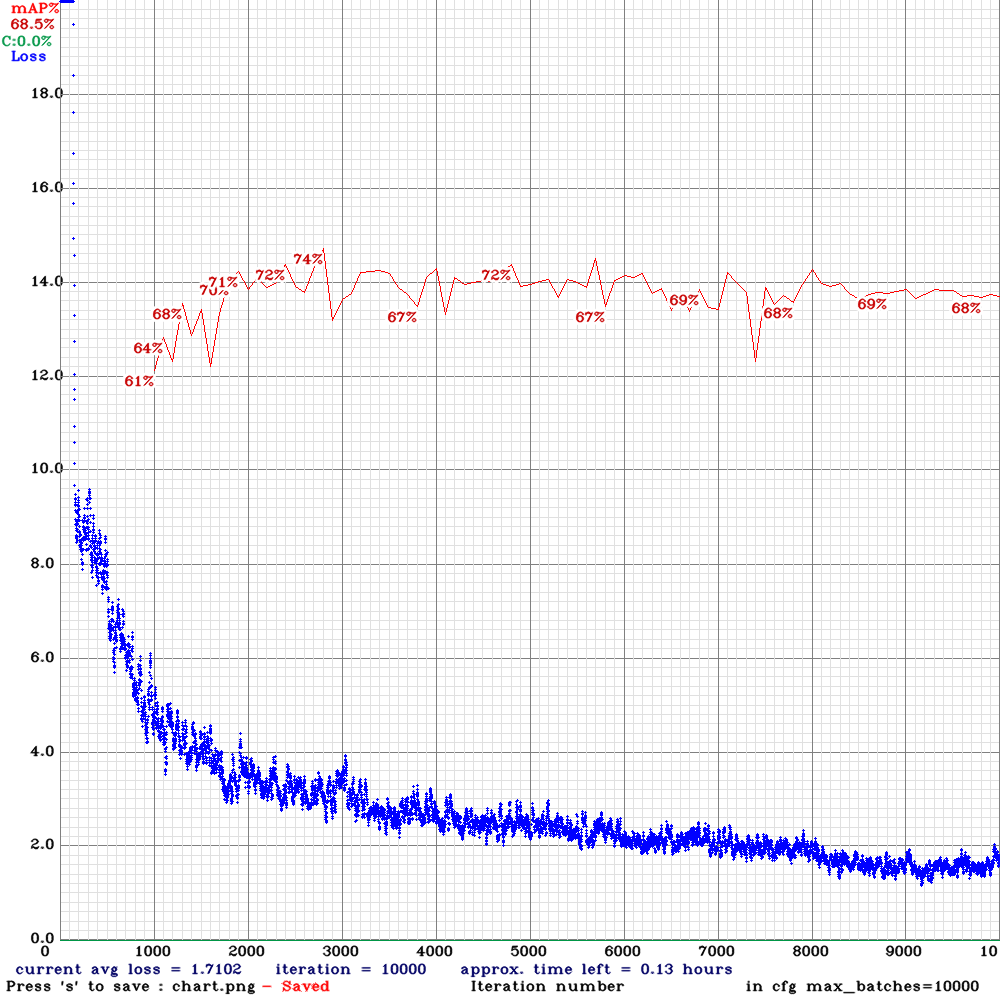 mAP%
68.5%
C:0.0%
Loss
18.0
16.0
74%
72% 72%
14.0
71%
70%
68% 69% 69%
67% 67% 68% 68%
64%
61%
12.0
10.0
8.0
6.0
4.0
2.0
0.0
0 1000 2000 3000 4000 5000 6000 7000 8000 9000 10
current avg loss = 1.7102 iteration = 10000 approx. time left = 0.13 hours
Press 's' to save : chart.png - Saved Iteration number in cfg max_batches=10000